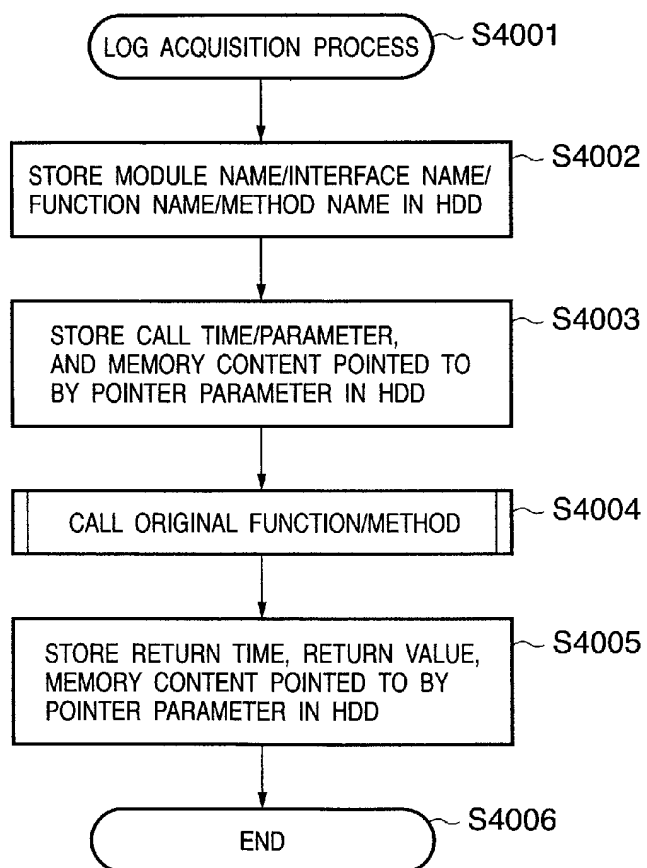 LOG ACQUISITION PROCESS
S4001
STORE MODULE NAME/INTERFACE NAME/
FUNCTION NAME/METHOD NAME IN HDD
S4002
STORE CALL TIME/PARAMETER,
AND MEMORY CONTENT POINTED TO
BY POINTER PARAMETER IN HDD
S4003
CALL ORIGINAL FUNCTION/METHOD
S4004
STORE RETURN TIME, RETURN VALUE,
MEMORY CONTENT POINTED TO BY
POINTER PARAMETER IN HDD
S4005
END
S4006